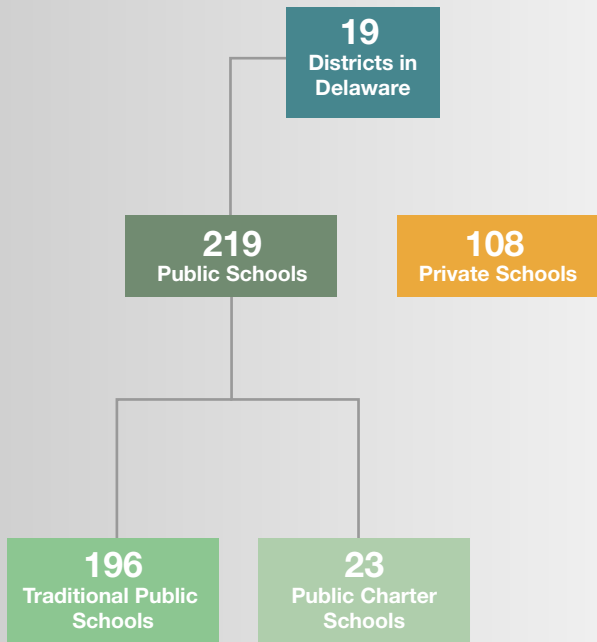 19
Districts in
Delaware
219
Public Schools
108
Private Schools
196
Traditional Public
Schools
23
Public Charter
Schools